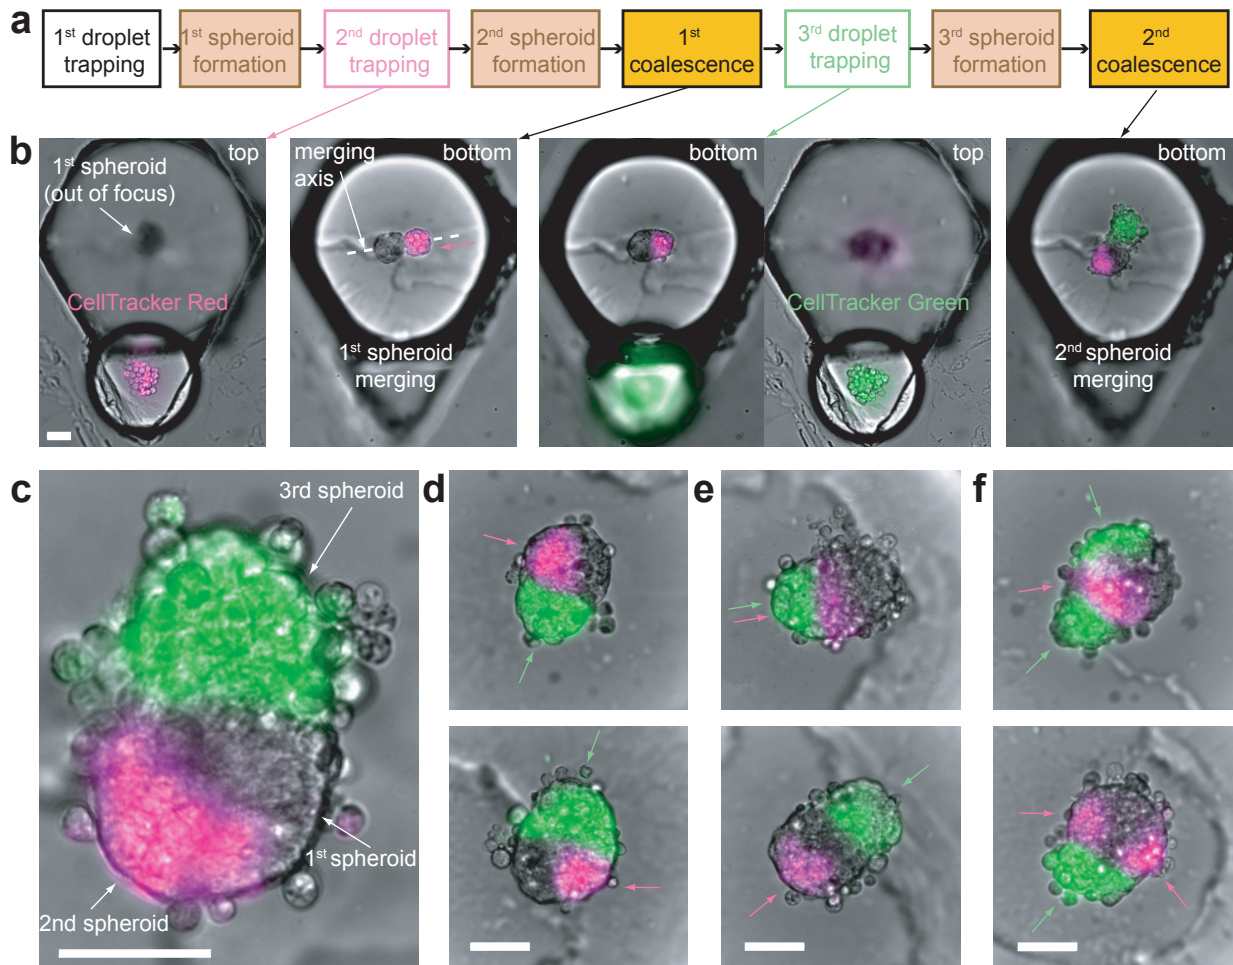 a
1st droplet
trapping
1st spheroid
formation
2nd droplet
trapping
2nd spheroid
formation
1st
coalescence
3rd droplet
trapping
3rd spheroid
formation
2nd
coalescence
b
1st spheroid
(out of focus)
top
CellTracker Red
merging
axis
bottom
1st spheroid
merging
bottom
top
CellTracker Green
bottom
2nd spheroid
merging
c
3rd spheroid
1st spheroid
2nd spheroid
d
e
f